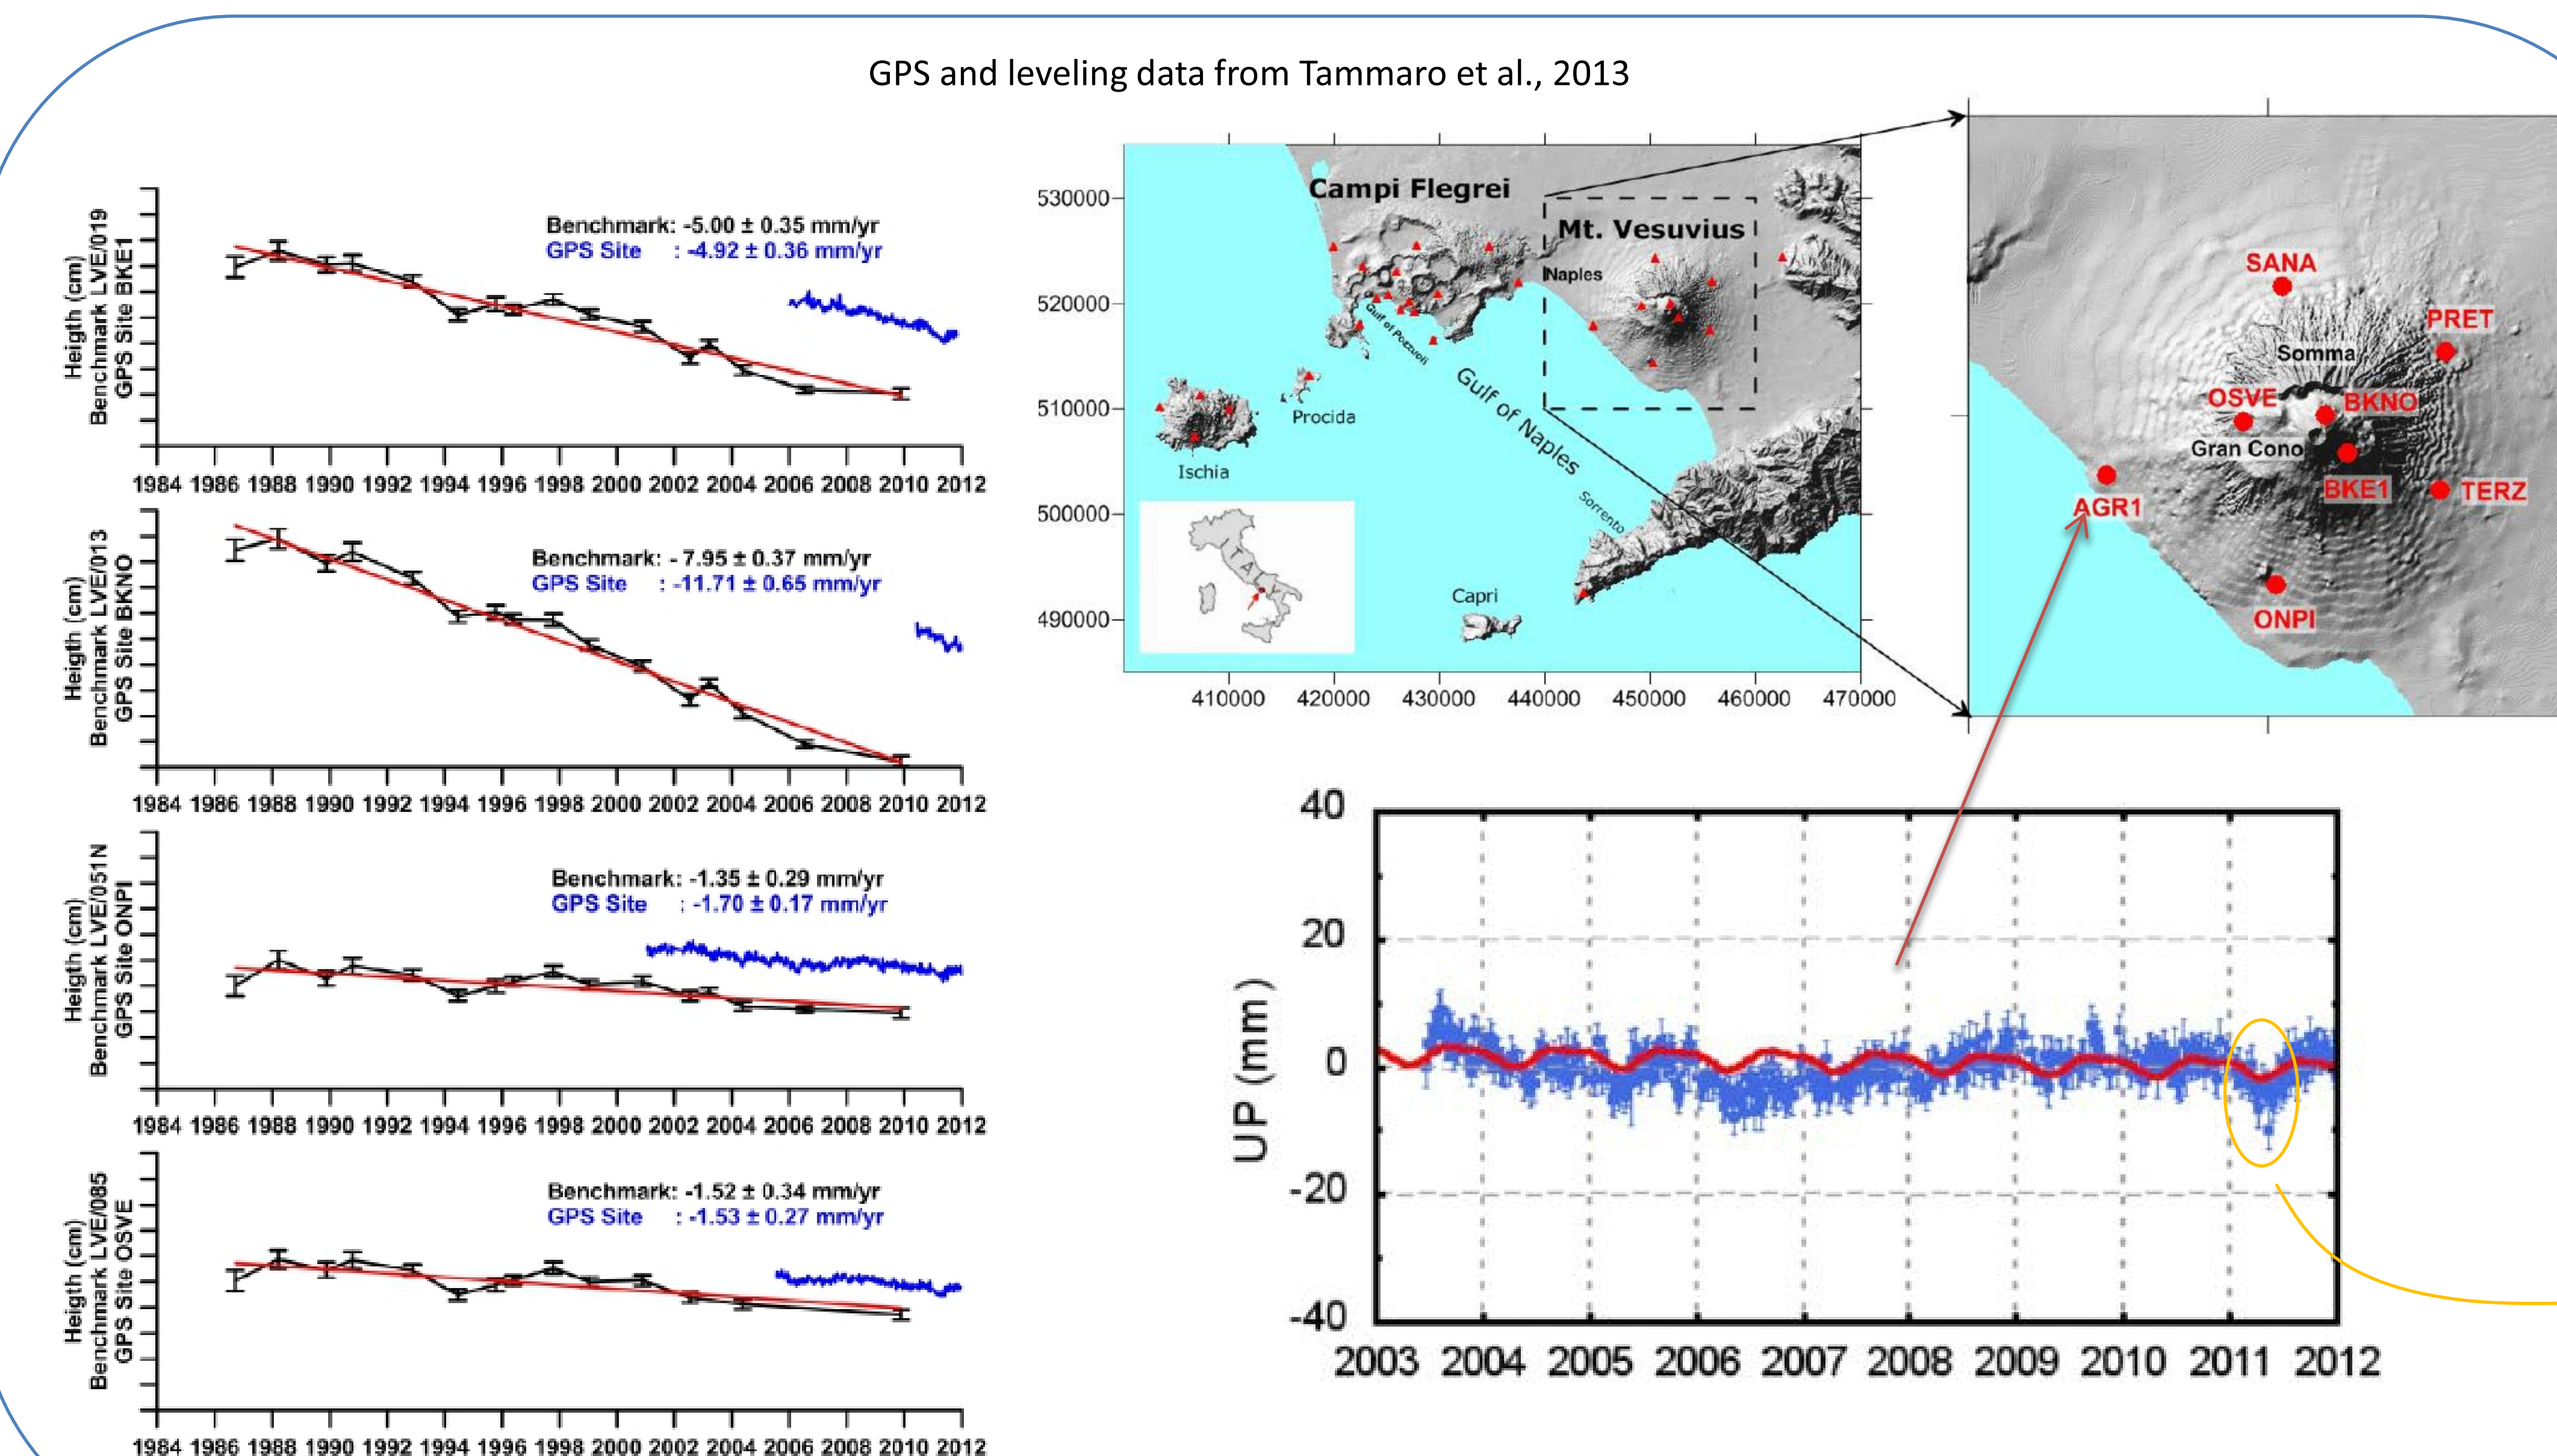 GPS and leveling data from Tammaro et al., 2013
Heigth (cm)
Benchmark LVE/019
GPS Site BKE1
Benchmark: -5.00 ± 0.35 mm/yr
GPS Site : -4.92 ± 0.36 mm/yr
1984 1986 1988 1990 1992 1994 1996 1998 2000 2002 2004 2006 2008 2010 2012
Heigth (cm)
Benchmark LVE/013
GPS Site BKNO
Benchmark: - 7.95 ± 0.37 mm/yr
GPS Site : -11.71 ± 0.65 mm/yr
1984 1986 1988 1990 1992 1994 1996 1998 2000 2002 2004 2006 2008 2010 2012
Heigth (cm)
Benchmark LVE/051N
GPS Site ONPI
Benchmark: -1.35 ± 0.29 mm/yr
GPS Site : -1.70 ± 0.17 mm/yr
1984 1986 1988 1990 1992 1994 1996 1998 2000 2002 2004 2006 2008 2010 2012
Heigth (cm)
Benchmark LVE/085
GPS Site OSVE
Benchmark: -1.52 ± 0.34 mm/yr
GPS Site : -1.53 ± 0.27 mm/yr
1984 1986 1988 1990 1992 1994 1996 1998 2000 2002 2004 2006 2008 2010 2012
530000
520000
510000
500000
490000
Campi Flegrei
Mt. Vesuvius
Naples
Gulf of Pozzuoli
Procida
Ischia
Gulf of Naples
Sorrento
Capri
410000 420000 430000 440000 450000 460000 470000
SANA
PRET
Somma
OSVE
BKNO
Gran Cono
BKE1
TERZ
AGR1
ONPI
UP (mm)
40
20
0
-20
-40
2003 2004 2005 2006 2007 2008 2009 2010 2011 2012